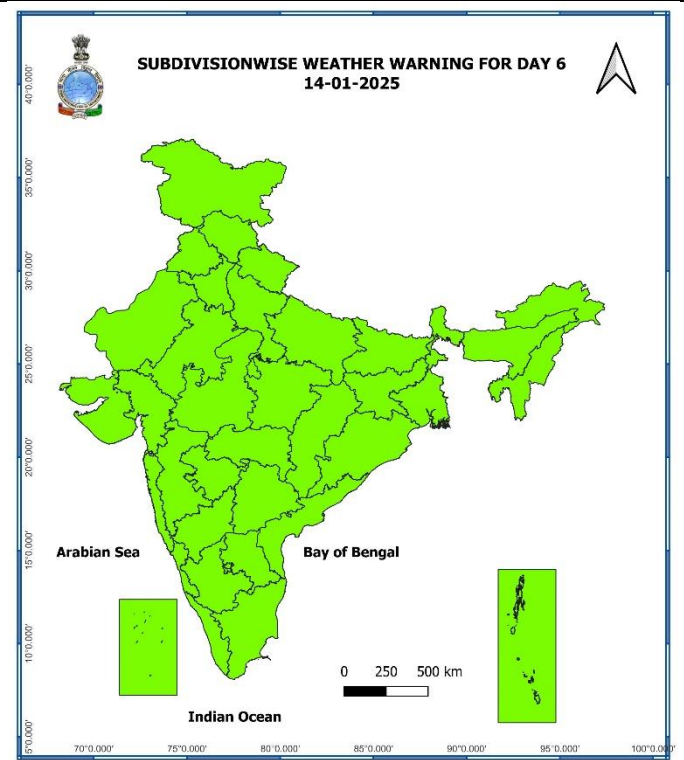 SUBDIVISIONWISE WEATHER WARNING FOR DAY 6
14-01-2025
40°0.000'
35°0.000'
30°0.000'
25°0.000'
20°0.000'
15°0.000'
10°0.000'
5°0.000'
Arabian Sea
Bay of Bengal
0 250 500 km
Indian Ocean
70°0.000' 75°0.000' 80°0.000' 85°0.000' 90°0.000' 95°0.000' 100°0.000'